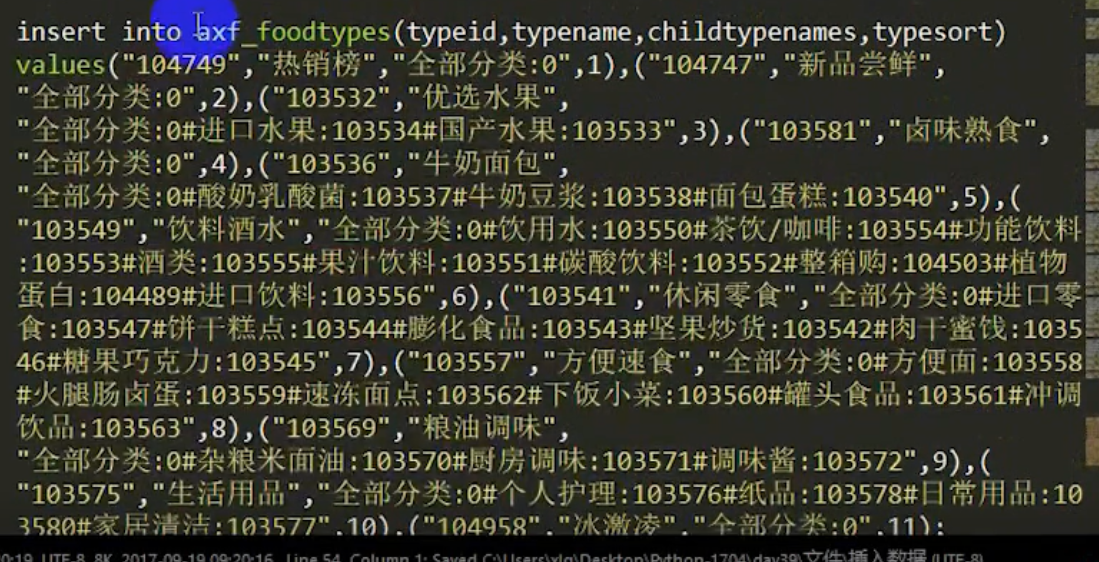 insert into axf_foodtypes(typeid,typename,childtypenames,typesort)
values("104749","热销榜","全部分类:0",1),("104747","新品尝鲜",
"全部分类:0",2),("103532","优选水果",
"全部分类:0#进口水果:103534#国产水果:103533",3),("103581","卤味熟食",
"全部分类:0",4),("103536","牛奶面包",
"全部分类:0#酸奶乳酸菌:103537#牛奶豆浆:103538#面包蛋糕:103540",5),(
"103549","饮料酒水","全部分类:0#饮用水:103550#茶饮/咖啡:103554#功能饮料
:103553#酒类:103555#果汁饮料:103551#碳酸饮料:103552#整箱购:104503#植物
蛋白:104489#进口饮料:103556",6),("103541","休闲零食","全部分类:0#进口零
食:103547#饼干糕点:103544#膨化食品:103543#坚果炒货:103542#肉干蜜饯:1035
46#糖果巧克力:103545",7),("103557","方便速食","全部分类:0#方便面:103558
#火腿肠卤蛋:103559#速冻面点:103562#下饭小菜:103560#罐头食品:103561#冲调
饮品:103563",8),("103569","粮油调味",
"全部分类:0#杂粮米面油:103570#厨房调味:103571#调味酱:103572",9),(
"103575","生活用品","全部分类:0#个人护理:103576#纸品:103578#日常用品:10
3580#家居清洁:103577",10),("104958","冰激凌","全部分类:0",11);
0:19, UTF-8, 8K, 2017-09-19 09:20:16, Line 54, Column 1; Saved C:\Users\xlg\Desktop\Python-1704\day39\文件\插入数据 (UTF-8)